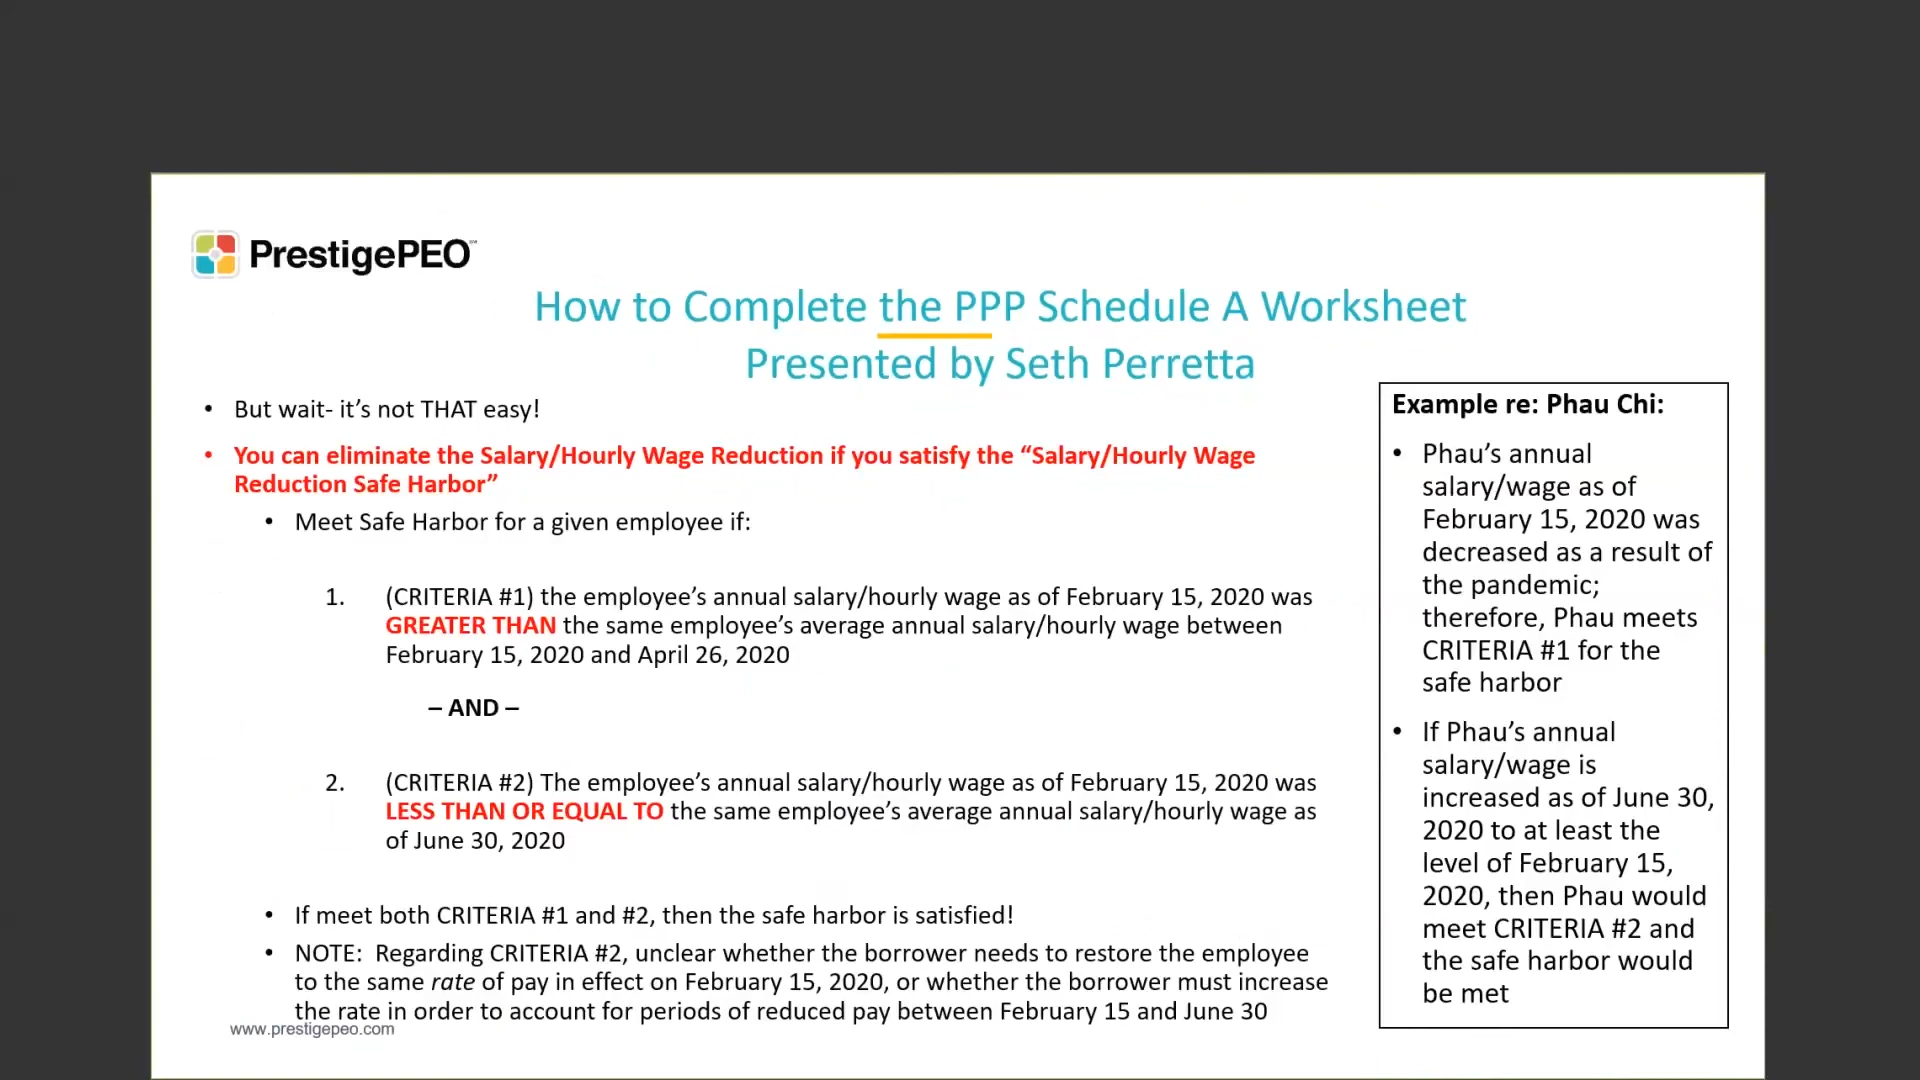 PrestigePEO
How to Complete the PPP Schedule A Worksheet
Presented by Seth Perretta
• But wait- it’s not THAT easy!
• You can eliminate the Salary/Hourly Wage Reduction if you satisfy the “Salary/Hourly Wage
Reduction Safe Harbor”
• Meet Safe Harbor for a given employee if:
1. (CRITERIA #1) the employee’s annual salary/hourly wage as of February 15, 2020 was
GREATER THAN the same employee’s average annual salary/hourly wage between
February 15, 2020 and April 26, 2020
– AND –
2. (CRITERIA #2) The employee’s annual salary/hourly wage as of February 15, 2020 was
LESS THAN OR EQUAL TO the same employee’s average annual salary/hourly wage as
of June 30, 2020
• If meet both CRITERIA #1 and #2, then the safe harbor is satisfied!
• NOTE: Regarding CRITERIA #2, unclear whether the borrower needs to restore the employee
to the same rate of pay in effect on February 15, 2020, or whether the borrower must increase
the rate in order to account for periods of reduced pay between February 15 and June 30
www.prestigepeo.com
Example re: Phau Chi:
• Phau’s annual
salary/wage as of
February 15, 2020 was
decreased as a result of
the pandemic;
therefore, Phau meets
CRITERIA #1 for the
safe harbor
• If Phau’s annual
salary/wage is
increased as of June 30,
2020 to at least the
level of February 15,
2020, then Phau would
meet CRITERIA #2 and
the safe harbor would
be met